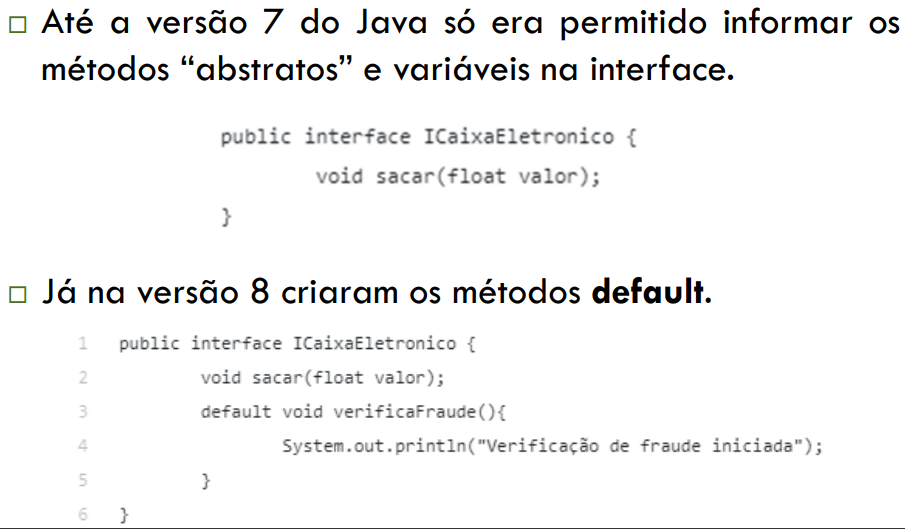 Até a versão 7 do Java só era permitido informar os
métodos “abstratos” e variáveis na interface.
public interface ICaixaEletronico {
void sacar(float valor);
}
Já na versão 8 criaram os métodos default.
1 public interface ICaixaEletronico {
2 void sacar(float valor);
3 default void verificaFraude(){
4 System.out.println("Verificação de fraude iniciada");
5 }
6 }